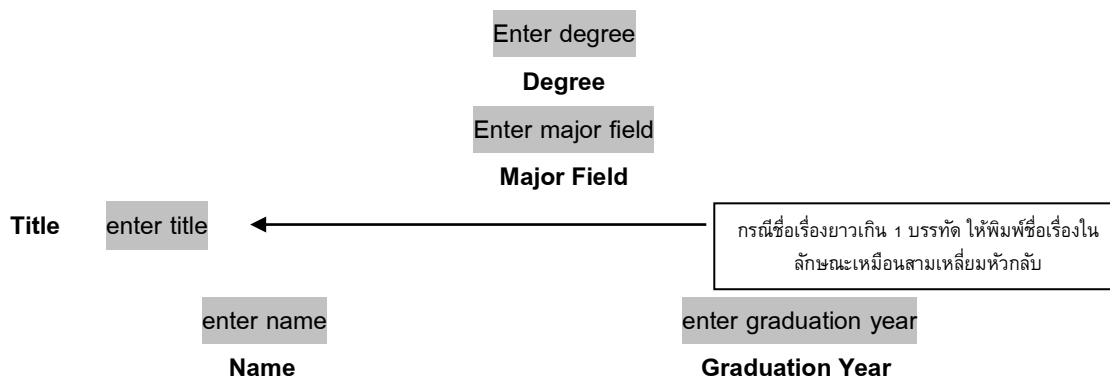 Enter degree
Degree
Enter major field
Major Field
Title enter title
กรณีชื่อเรื่องยาวเกิน 1 บรรทัด ให้พิมพ์ชื่อเรื่องใน
ลักษณะเหมือนสามเหลี่ยมหัวกลับ
enter name enter graduation year
Name Graduation Year